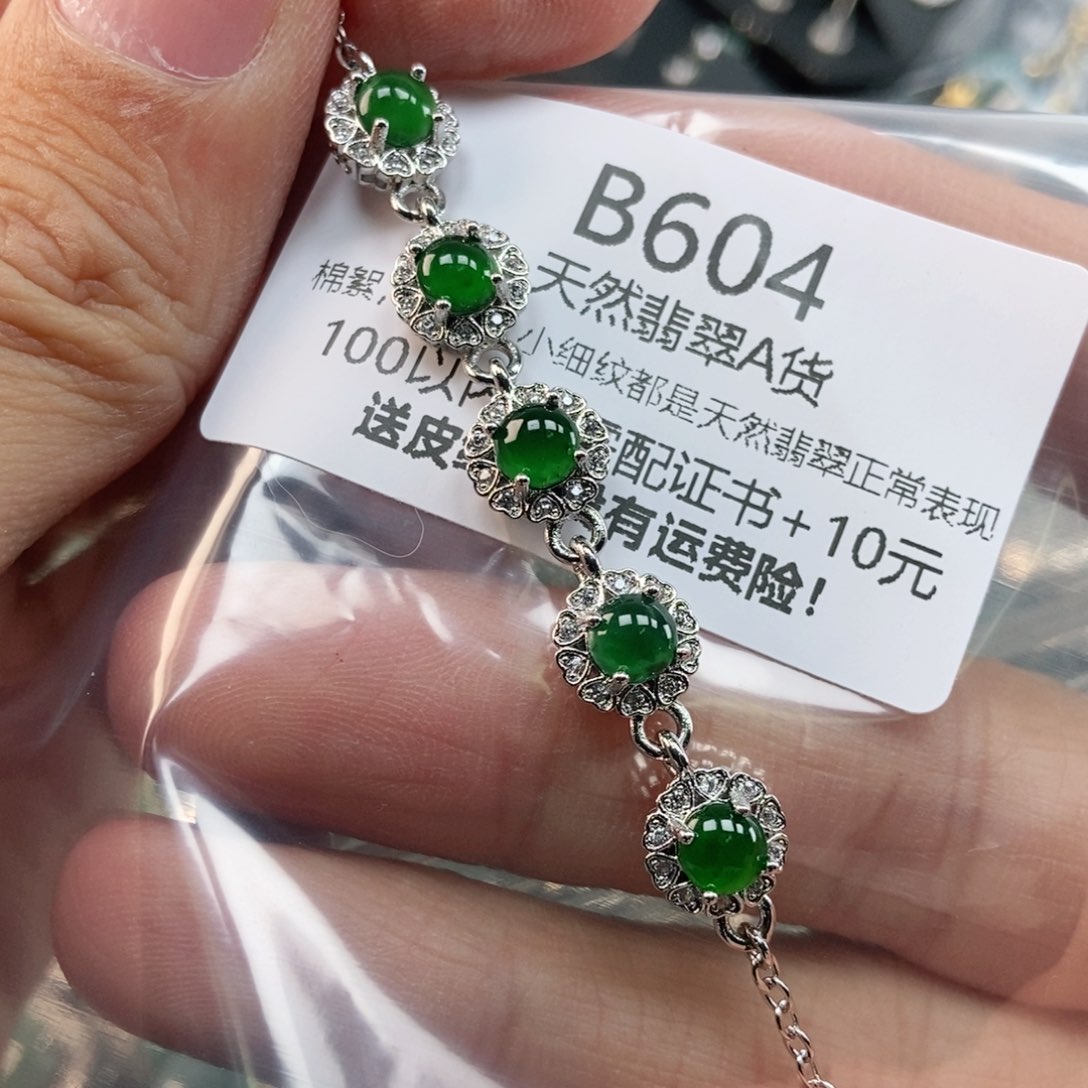 B604
天然翡翠A货
棉絮, 小细纹都是天然翡翠正常表现
100以 配证书+10元
送皮 有运费险!